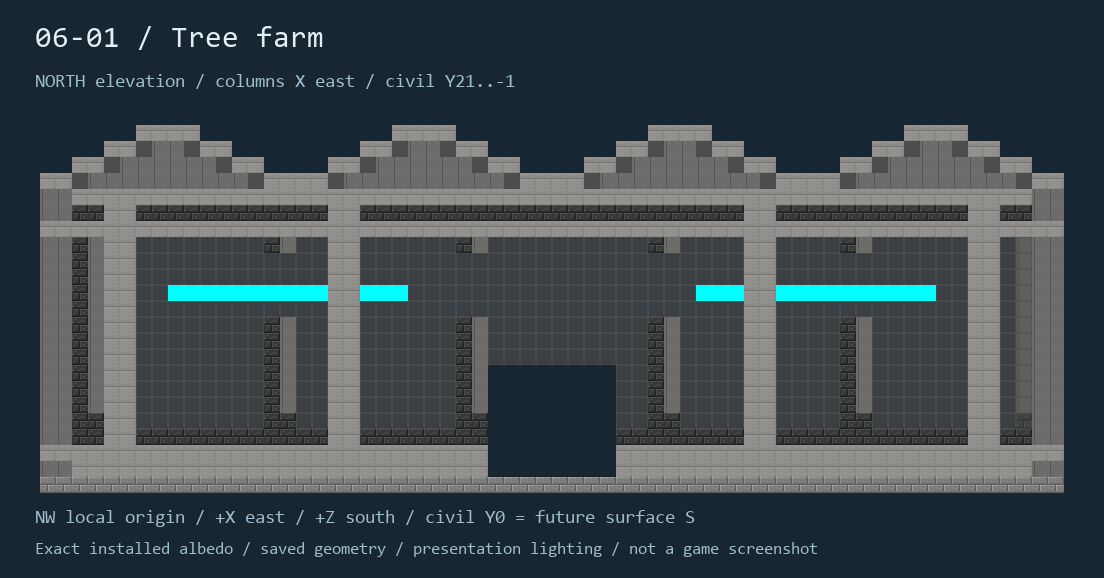 06-01 / Tree farm
NORTH elevation / columns X east / civil Y21..-1
NW local origin / +X east / +Z south / civil Y0 = future surface S
Exact installed albedo / saved geometry / presentation lighting / not a game screenshot